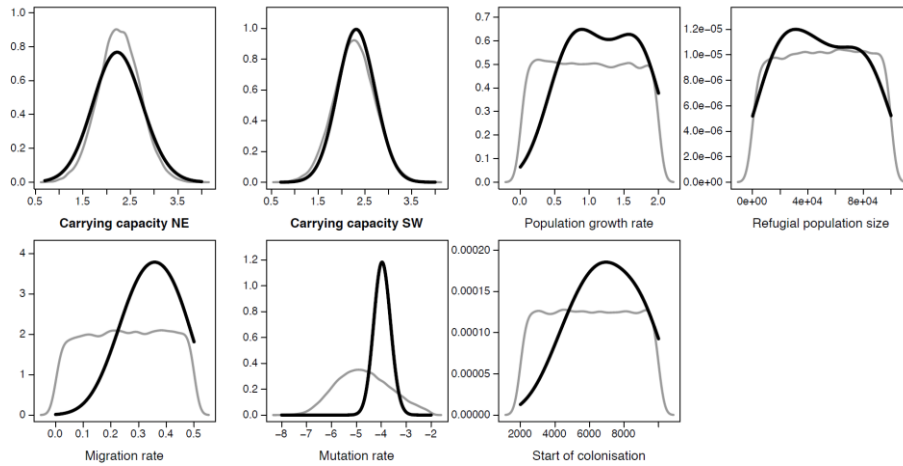 1.0
0.8
0.6
0.4
0.2
0.0
0.5 1.5 2.5 3.5
Carrying capacity NE
1.0
0.8
0.6
0.4
0.2
0.0
0.5 1.5 2.5 3.5
Carrying capacity SW
0.7
0.6
0.5
0.4
0.3
0.2
0.1
0.0
0.0 0.5 1.0 1.5 2.0
Population growth rate
1.2e-05
1.0e-05
8.0e-06
6.0e-06
4.0e-06
2.0e-06
0.0e+00
0e+00 4e+04 8e+04
Refugial population size
4
3
2
1
0
0.0 0.1 0.2 0.3 0.4 0.5
Migration rate
1.2
1.0
0.8
0.6
0.4
0.2
0.0
−8 −7 −6 −5 −4 −3 −2
Mutation rate
0.00020
0.00015
0.00010
0.00005
0.00000
2000 4000 6000 8000
Start of colonisation